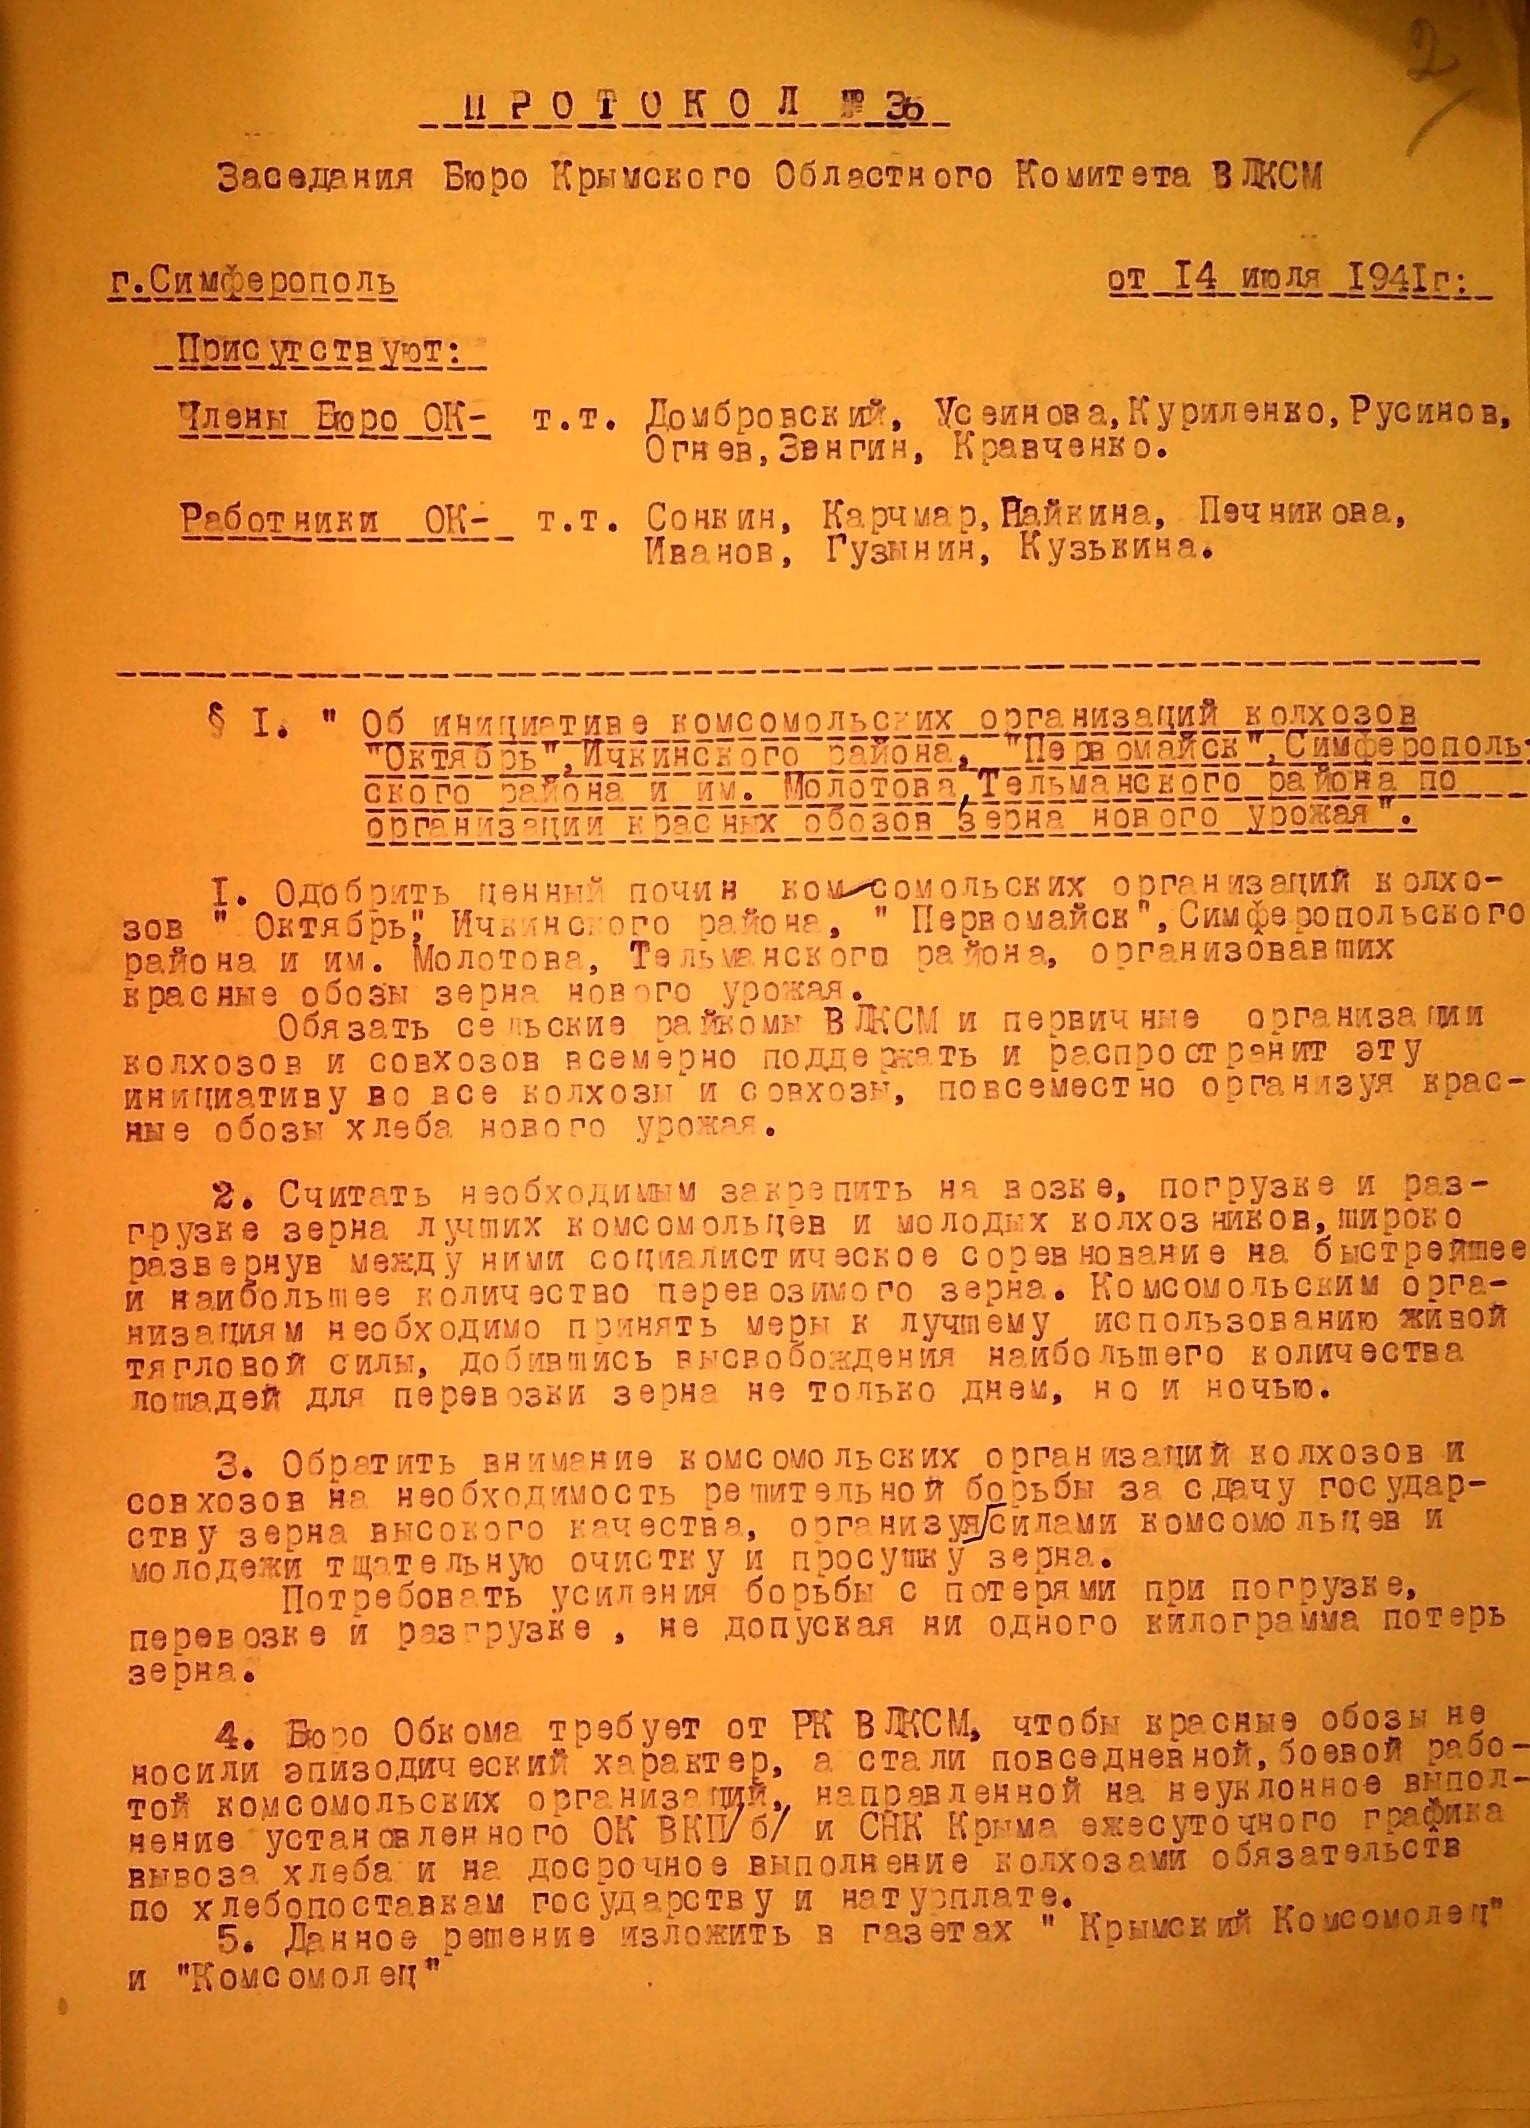 2
ПРОТОКОЛ № 36
Заседания Бюро Крымского Областного Комитета ВЛКСМ
г.Симферополь от 14 июля 1941г:
Присутствуют:
Члены Бюро ОК- т.т. Домбровский, Усеинова,Куриленко,Русинов,
Огнев,Зенгин, Кравченко.
Работники ОК- т.т. Сонкин, Карчмар, Найкина, Печникова,
Иванов, Гузынин, Кузькина.
§ I. " Об инициативе комсомольских организаций колхозов
"Октябрь",Ичкинского района, "Первомайск",Симферополь-
ского района и им. Молотова,Тельманского района по
организации красных обозов зерна нового урожая".
I. Одобрить ценный почин комсомольских организаций колхо-
зов " Октябрь", Ичкинского района, " Первомайск",Симферопольского
района и им. Молотова, Тельманского района, организовавших
красные обозы зерна нового урожая.
Обязать сельские райкомы ВЛКСМ и первичные организации
колхозов и совхозов всемерно поддержать и распространит эту
инициативу во все колхозы и совхозы, повсеместно организуя крас-
ные обозы хлеба нового урожая.
2. Считать необходимым закрепить на возке, погрузке и раз-
грузке зерна лучших комсомольцев и молодых колхозников,широко
развернув между ними социалистическое соревнование на быстрейшее
и наибольшее количество перевозимого зерна. Комсомольским орга-
низациям необходимо принять меры к лучшему использованию живой
тягловой силы, добившись высвобождения наибольшего количества
лошадей для перевозки зерна не только днем, но и ночью.
3. Обратить внимание комсомольских организаций колхозов и
совхозов на необходимость решительной борьбы за сдачу государ-
ству зерна высокого качества, организуя силами комсомольцев и
молодежи тщательную очистку и просушку зерна.
Потребовать усиления борьбы с потерями при погрузке,
перевозке и разгрузке , не допуская ни одного килограмма потерь
зерна.
4. Бюро Обкома требует от РК ВЛКСМ, чтобы красные обозы не
носили эпизодический характер, а стали повседневной,боевой рабо-
той комсомольских организаций, направленной на неуклонное выпол-
нение установленного ОК ВКП/б/ и СНК Крыма ежесуточного графика
вывоза хлеба и на досрочное выполнение колхозами обязательств
по хлебопоставкам государству и натурплате.
5. Данное решение изложить в газетах " Крымский Комсомолец"
и "Комсомолец"